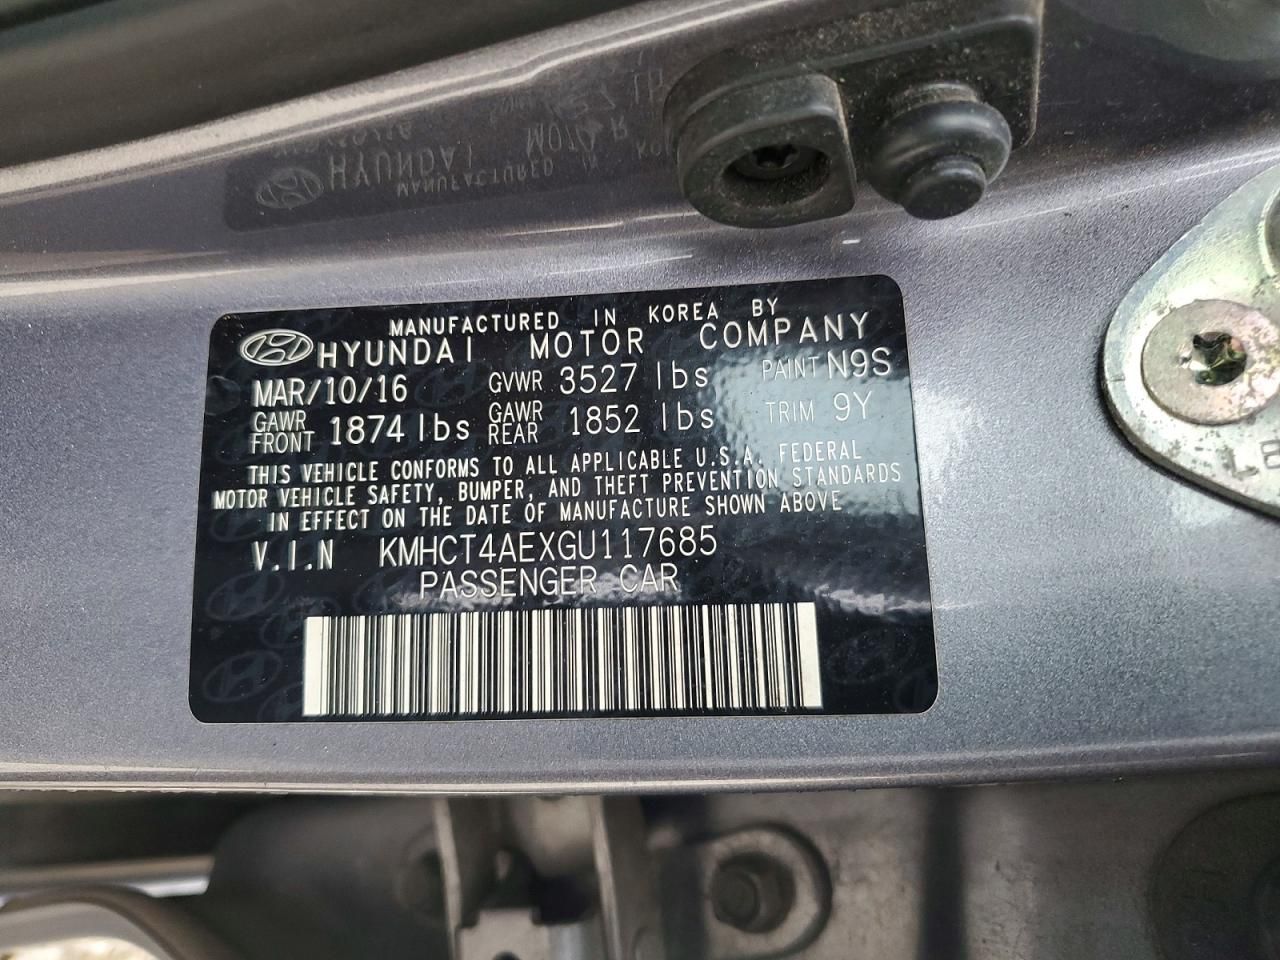 MANUFACTURED IN KOREA BY
HYUNDAI MOTOR COMPANY
MAR/10/16 GVWR 3527 lbs PAINT N9S
GAWR FRONT 1874 lbs GAWR REAR 1852 lbs TRIM 9Y
THIS VEHICLE CONFORMS TO ALL APPLICABLE U.S.A. FEDERAL
MOTOR VEHICLE SAFETY, BUMPER, AND THEFT PREVENTION STANDARDS
IN EFFECT ON THE DATE OF MANUFACTURE SHOWN ABOVE
V.I.N KMHCT4AEXGU117685
PASSENGER CAR